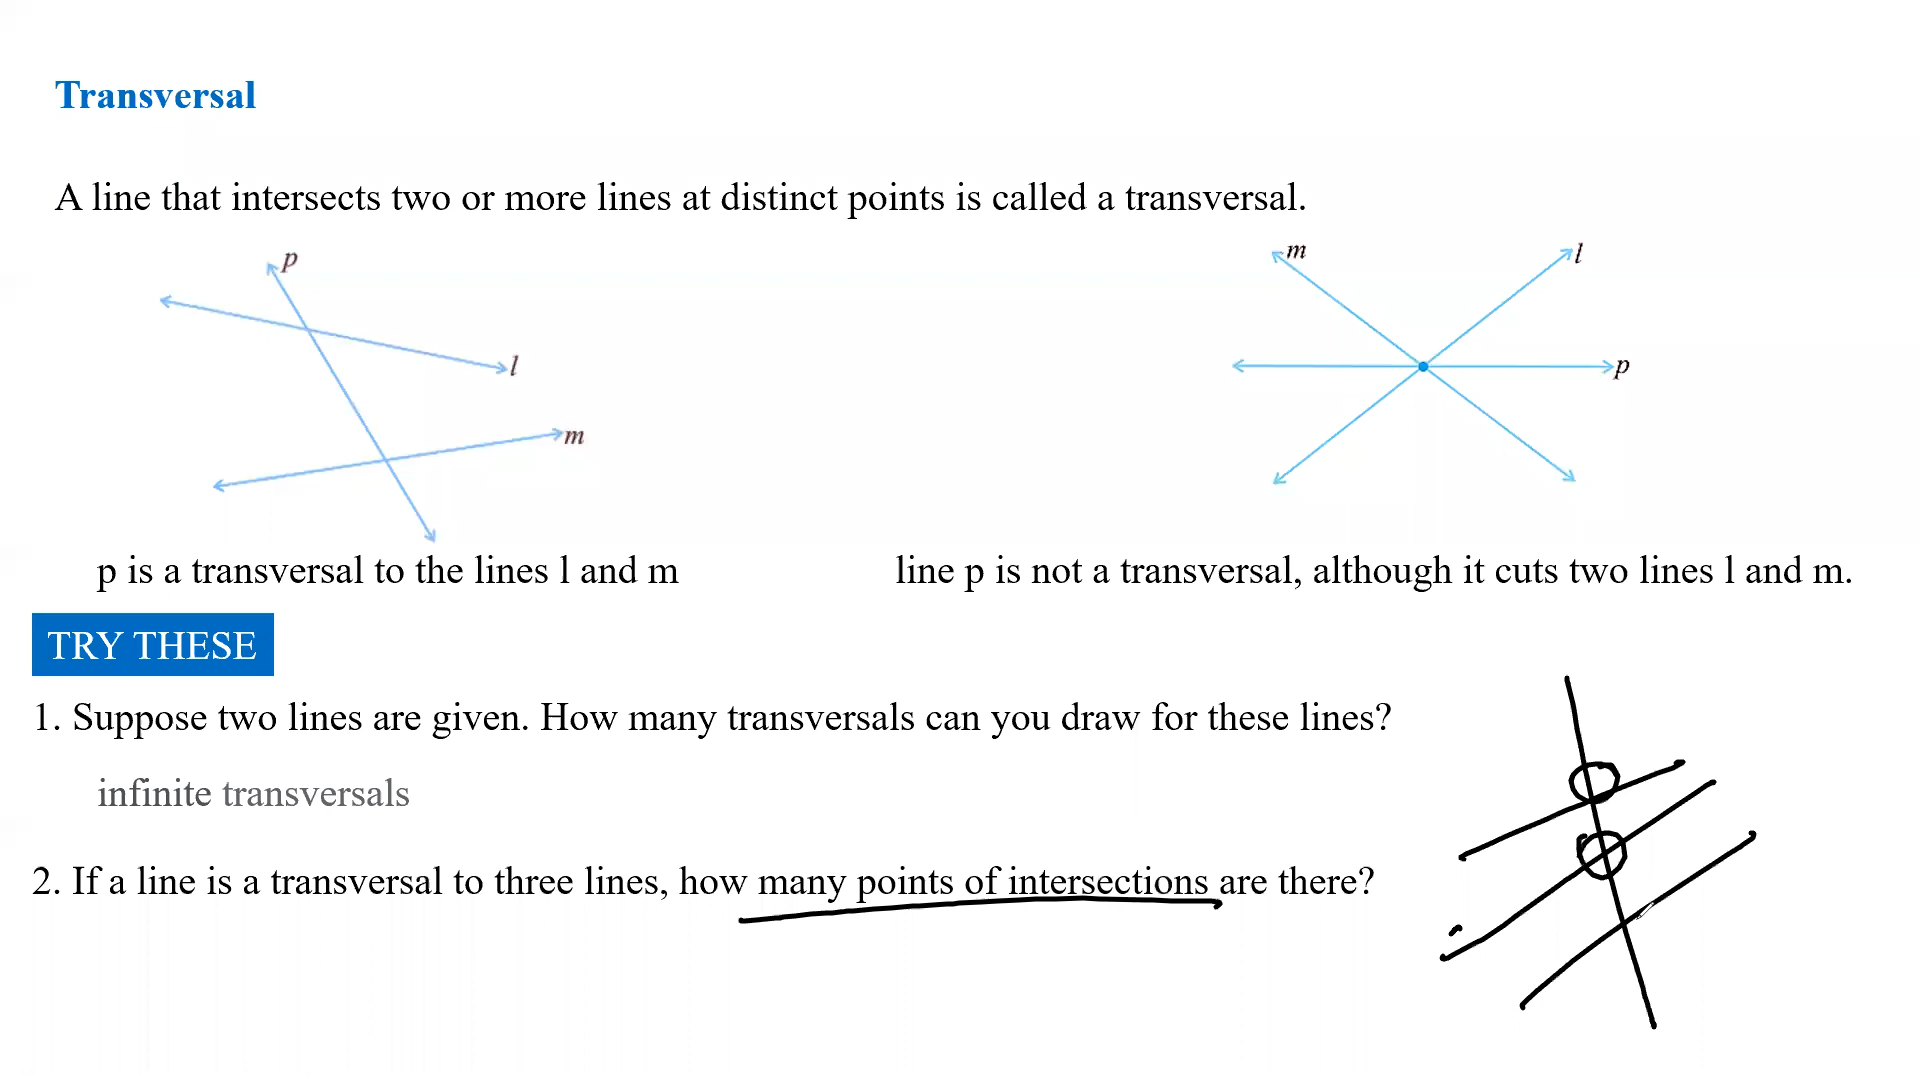 Transversal
A line that intersects two or more lines at distinct points is called a transversal.
p
l
m
m
l
p
p is a transversal to the lines l and m
line p is not a transversal, although it cuts two lines l and m.
TRY THESE
1. Suppose two lines are given. How many transversals can you draw for these lines?
infinite transversals
2. If a line is a transversal to three lines, how many points of intersections are there?